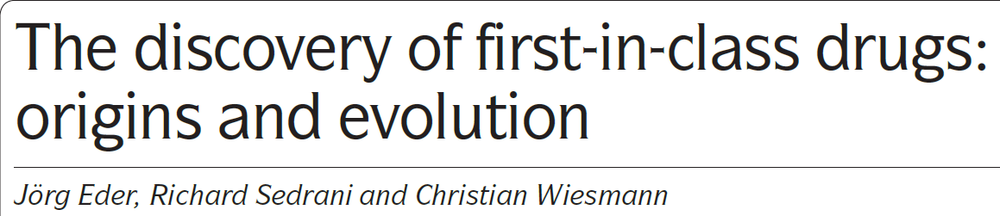 The discovery of first-in-class drugs:
origins and evolution
Jörg Eder, Richard Sedrani and Christian Wiesmann